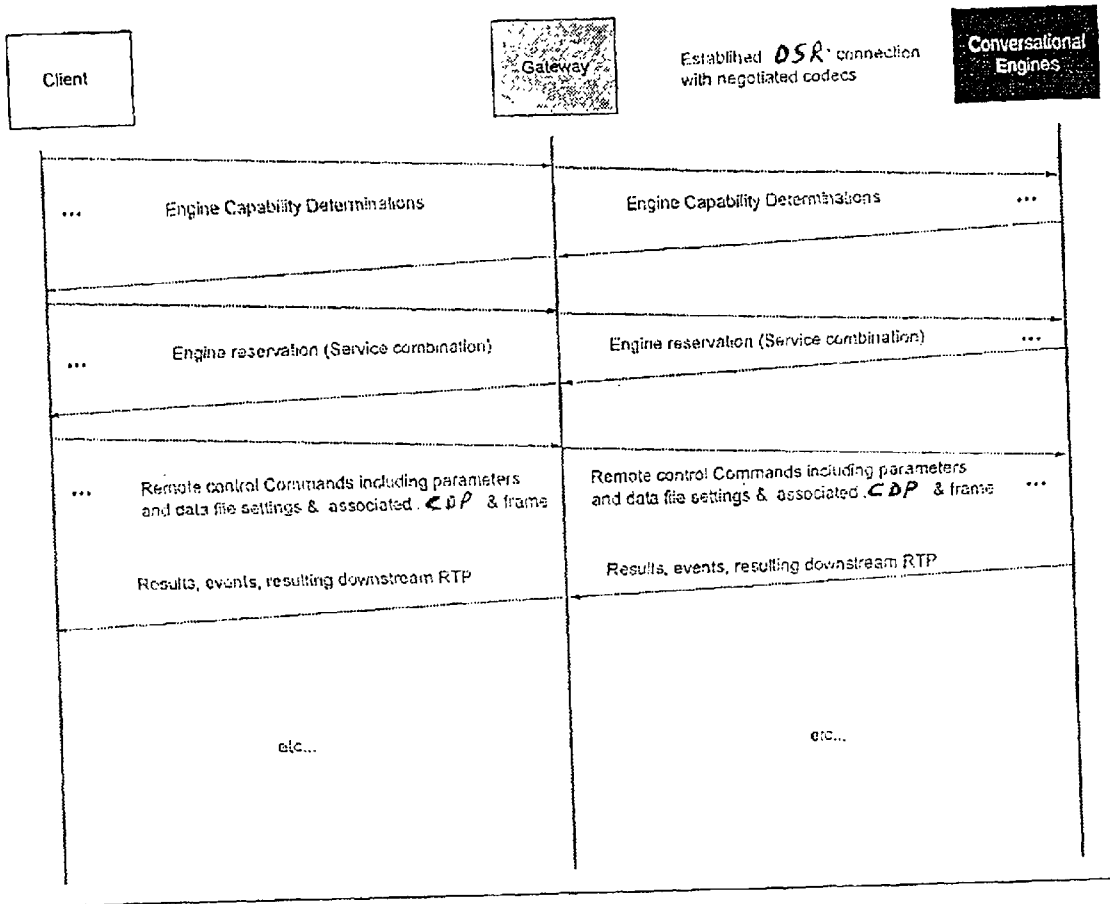 Client
Gateway
Established DSR connection
with negotiated codecs
Conversational
Engines
... Engine Capability Determinations
Engine Capability Determinations ...
... Engine reservation (Service combination)
Engine reservation (Service combination) ...
... Remote control Commands including parameters
and data file settings & associated . CDP & frame
Remote control Commands including parameters
and data file settings & associated . CDP & frame ...
Results, events, resulting downstream RTP
Results, events, resulting downstream RTP
etc...
etc...